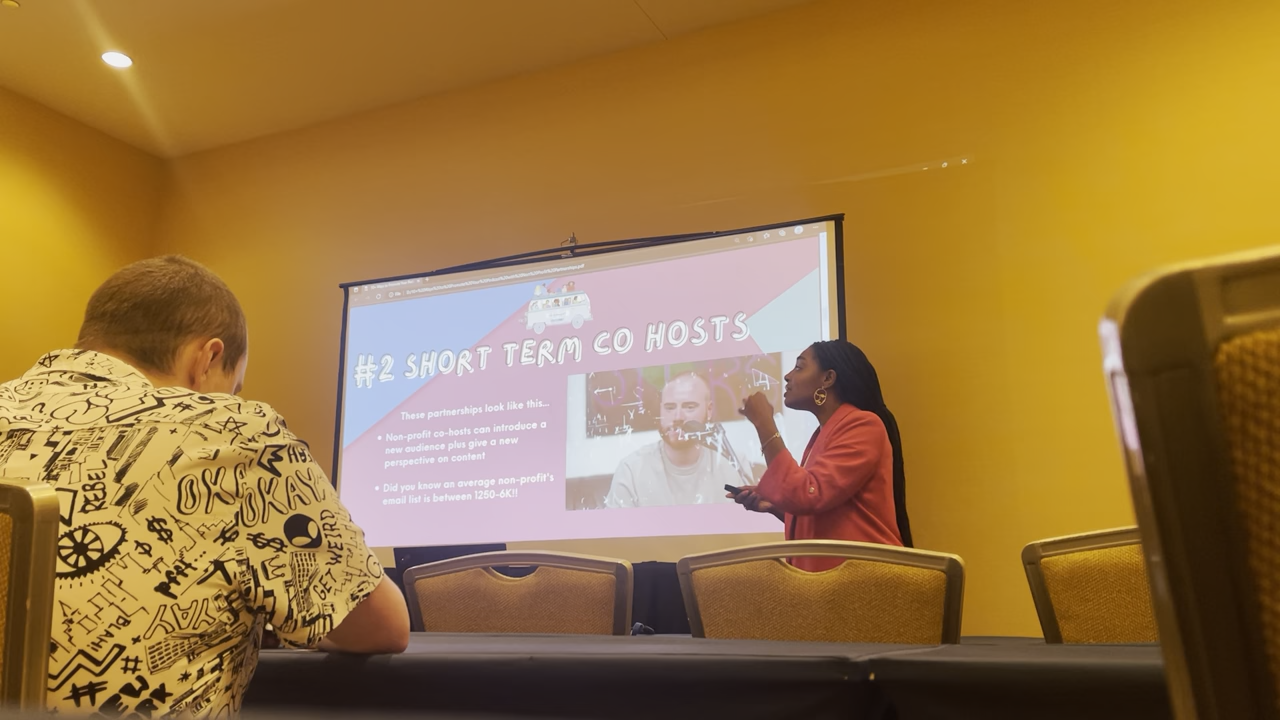 #2 SHORT TERM CO HOSTS
These partnerships look like this...
• Non-profit co-hosts can introduce a
new audience plus give a new
perspective on content
• Did you know an average non-profit's
email list is between 1250-6K!!
REBEL
OKAY
OKAY
$
$
$
GET WEIRD
YAY
BLAH!
#
#